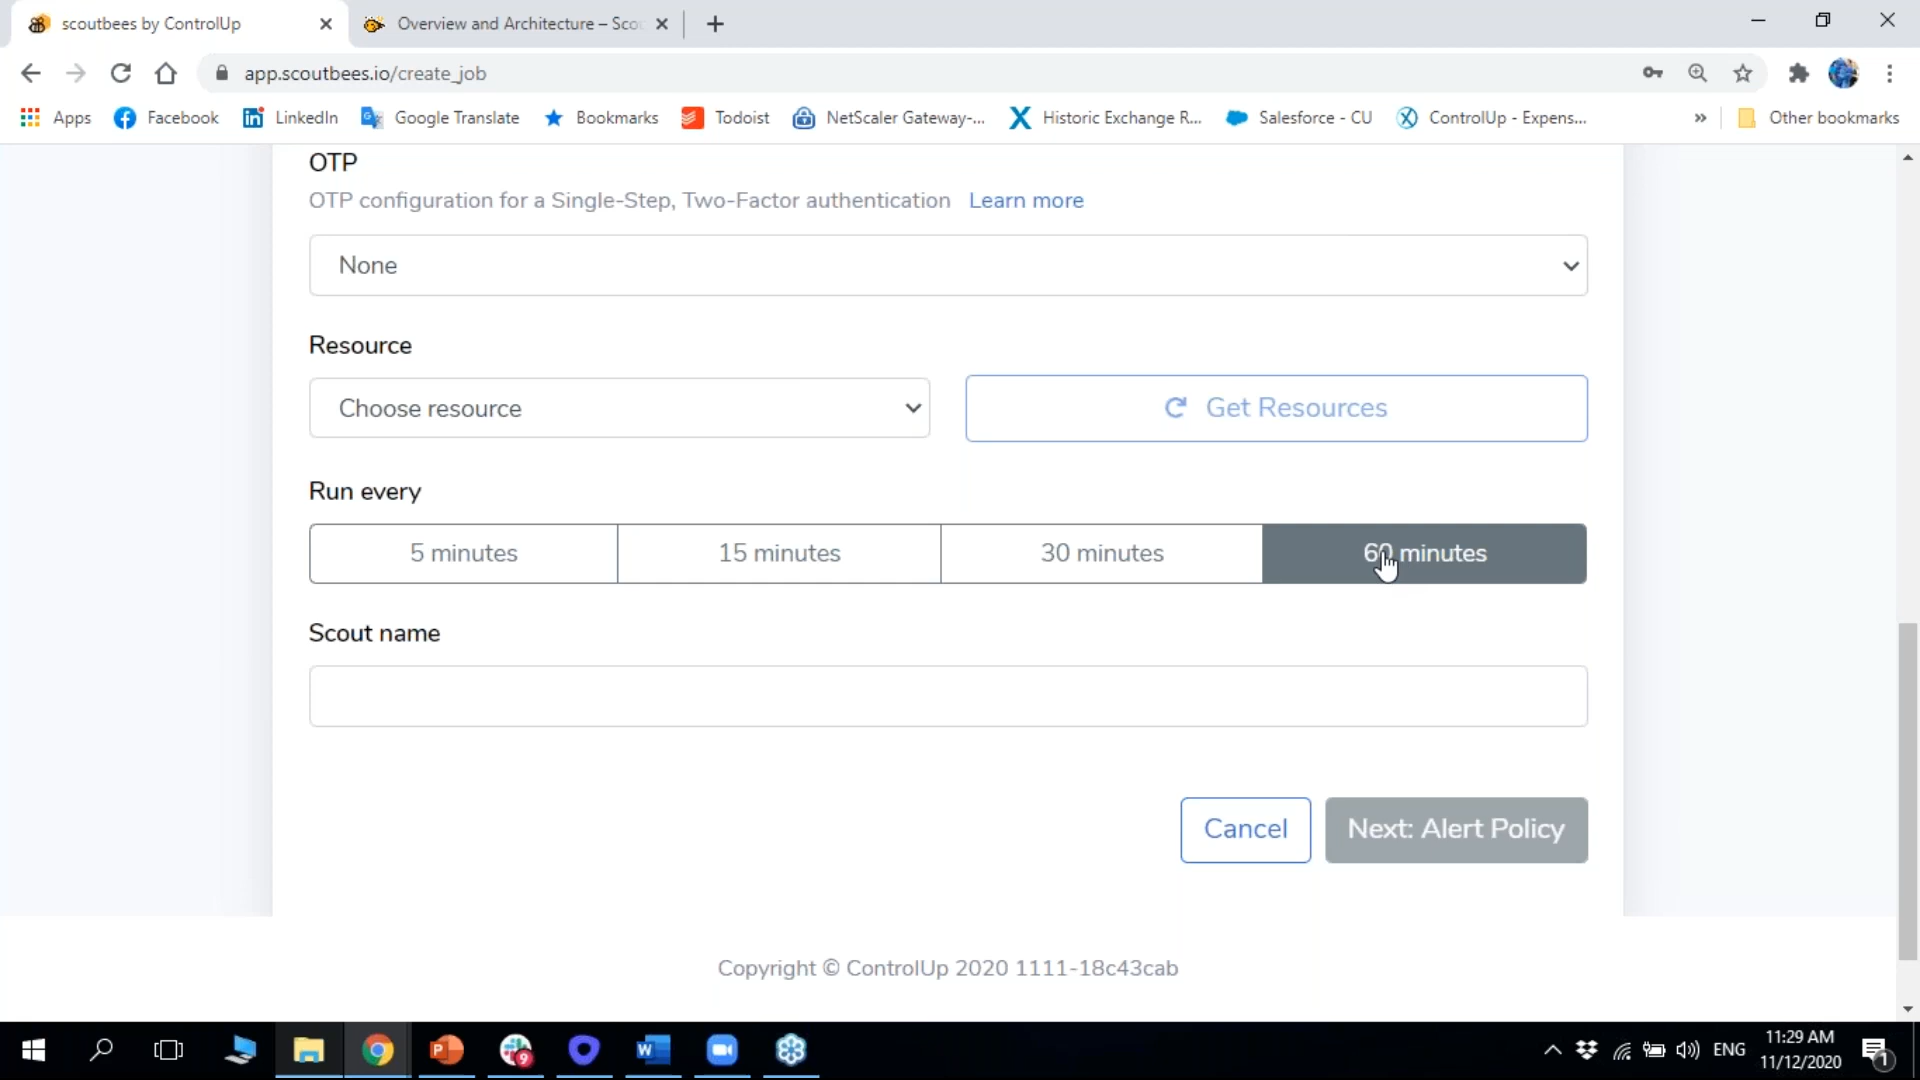 scoutbees by ControlUp
Overview and Architecture – Sco
app.scoutbees.io/create_job
Apps Facebook LinkedIn Google Translate Bookmarks Todoist NetScaler Gateway-... Historic Exchange R... Salesforce - CU ControlUp - Expens... » Other bookmarks
OTP
OTP configuration for a Single-Step, Two-Factor authentication Learn more
None
Resource
Choose resource Get Resources
Run every
5 minutes 15 minutes 30 minutes 60 minutes
Scout name
Cancel Next: Alert Policy
Copyright © ControlUp 2020 1111-18c43cab
9 ENG 11:29 AM
11/12/2020 1